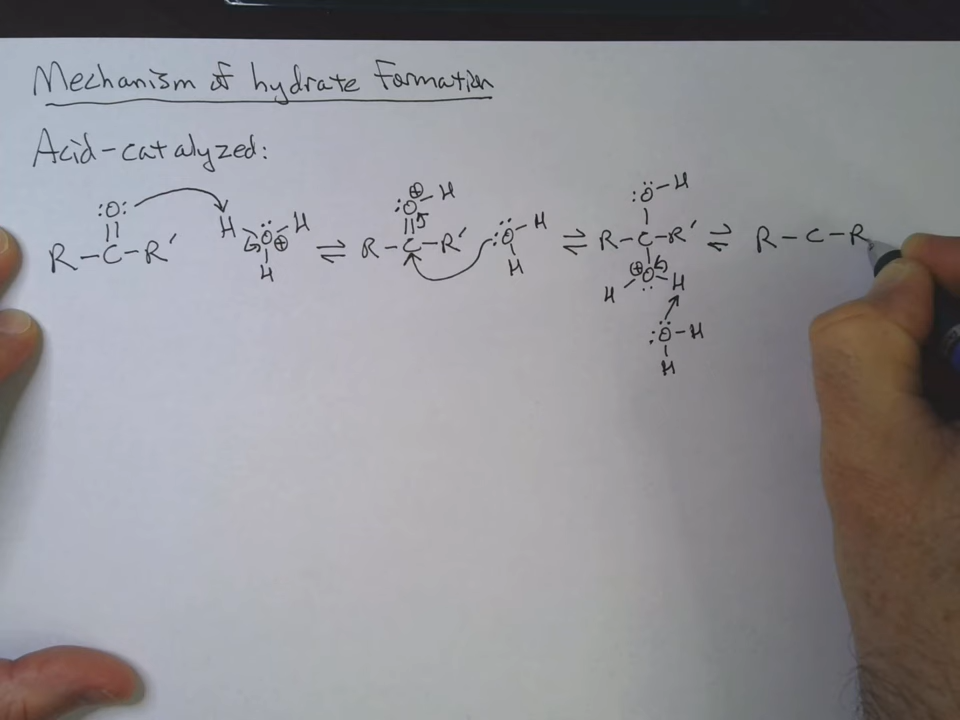 Mechanism of hydrate Formation
Acid-catalyzed:
:O: H O ⊕ H H ⇌ ⊕ :O-H :O H H ⇌ :O-H ⇌
R-C-R′ R-C-R′ R-C-R′ R-C-R
H ⊕ O H
:O-H
H